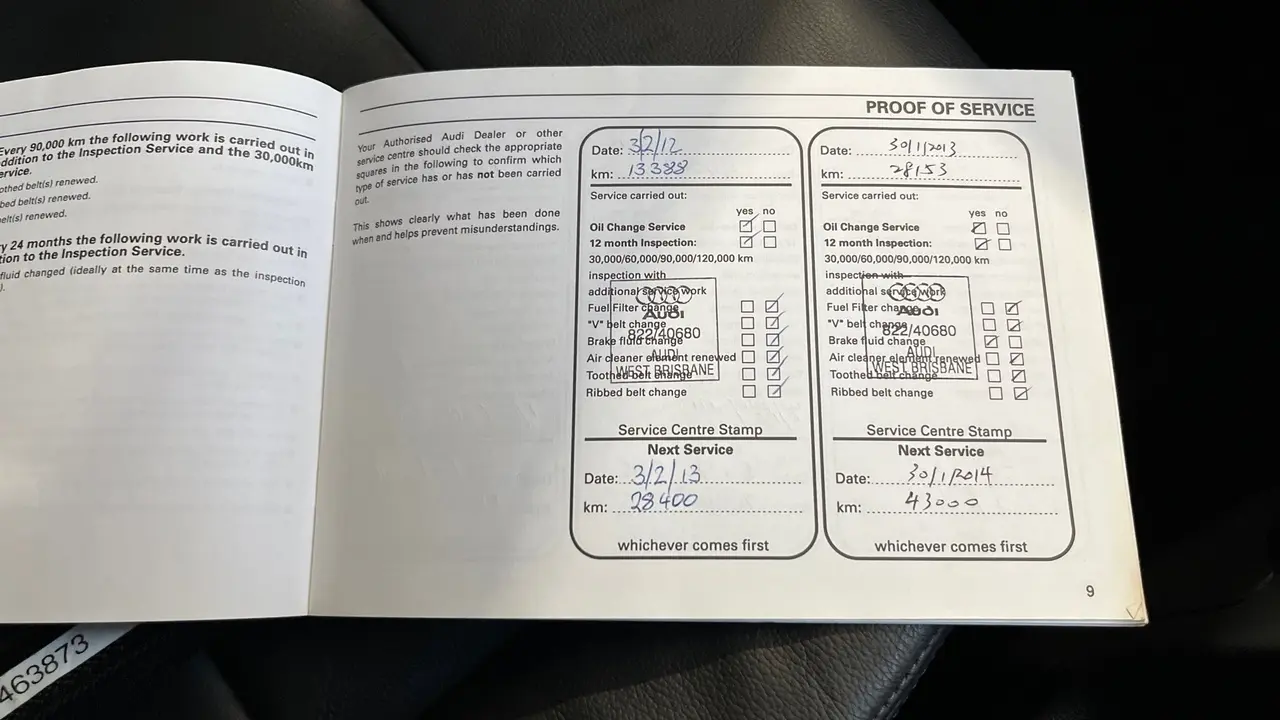 Every 90,000 km the following work is carried out in
ddition to the Inspection Service and the 30,000km
ervice.
othed belt(s) renewed.
bed belt(s) renewed.
elt(s) renewed.
y 24 months the following work is carried out in
tion to the Inspection Service.
fluid changed (ideally at the same time as the inspection
).
463873
PROOF OF SERVICE
Your Authorised Audi Dealer or other
service centre should check the appropriate
squares in the following to confirm which
type of service has or has not been carried
out.
This shows clearly what has been done
when and helps prevent misunderstandings.
Date: 3/2/12
km: 13388
Service carried out:
yes no
Oil Change Service
12 month Inspection:
30,000/60,000/90,000/120,000 km
inspection with
additional service work
Fuel Filter change
"V" belt change
Brake fluid change
Air cleaner element renewed
Toothed belt change
Ribbed belt change
Audi
822/40680
AUDI
WEST BRISBANE
Service Centre Stamp
Next Service
Date: 3/2/13
km: 28400
whichever comes first
Date: 30/1/2013
km: 28153
Service carried out:
yes no
Oil Change Service
12 month Inspection:
30,000/60,000/90,000/120,000 km
inspection with
additional service work
Fuel Filter change
"V" belt change
Brake fluid change
Air cleaner element renewed
Toothed belt change
Ribbed belt change
Audi
822/40680
AUDI
WEST BRISBANE
Service Centre Stamp
Next Service
Date: 30/1/2014
km: 43000
whichever comes first
9